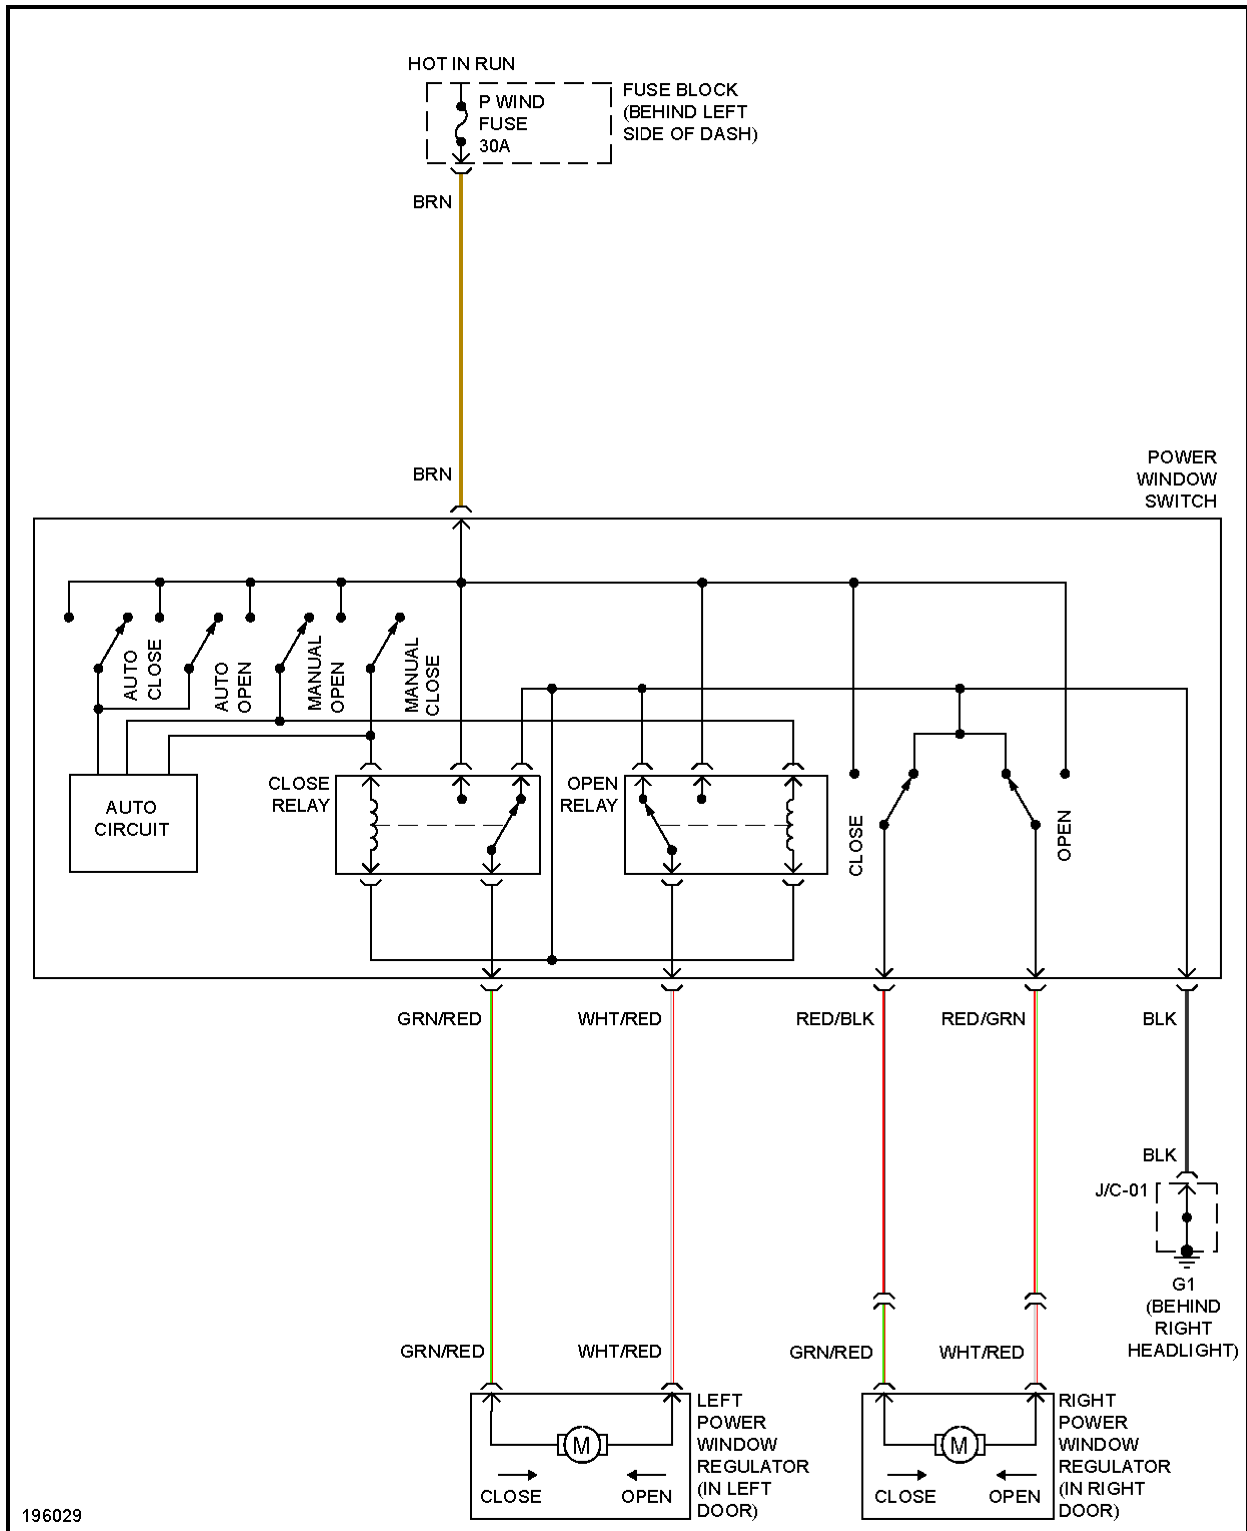 HOT IN RUN
P WIND
FUSE
30A
FUSE BLOCK
(BEHIND LEFT
SIDE OF DASH)
BRN
BRN
POWER
WINDOW
SWITCH
AUTO
CLOSE
AUTO
OPEN
MANUAL
OPEN
MANUAL
CLOSE
AUTO
CIRCUIT
CLOSE
RELAY
OPEN
RELAY
CLOSE
OPEN
GRN/RED
WHT/RED
RED/BLK
RED/GRN
BLK
BLK
J/C-01
G1
(BEHIND
RIGHT
HEADLIGHT)
GRN/RED
WHT/RED
GRN/RED
WHT/RED
M
CLOSE
OPEN
LEFT
POWER
WINDOW
REGULATOR
(IN LEFT
DOOR)
M
CLOSE
OPEN
RIGHT
POWER
WINDOW
REGULATOR
(IN RIGHT
DOOR)
196029